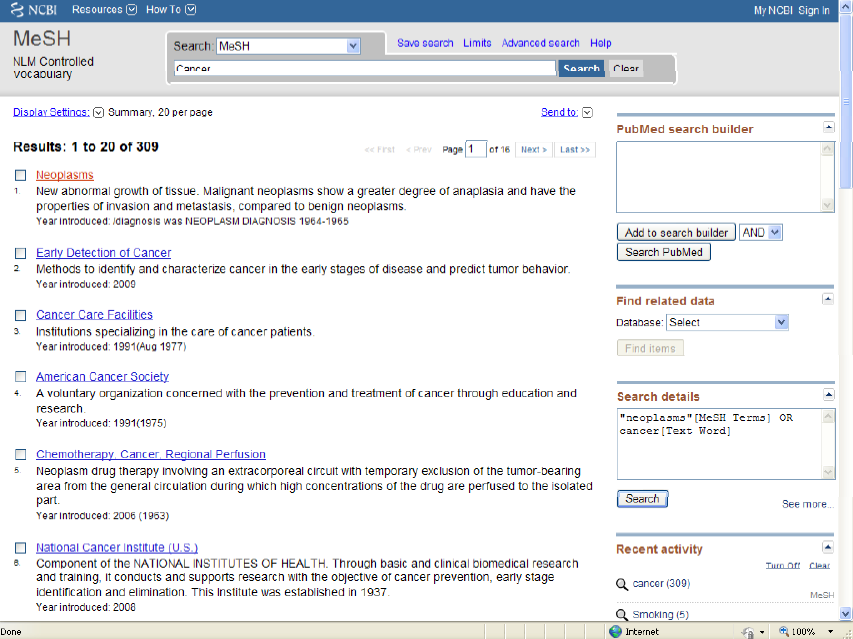 NCBI Resources How To My NCBI Sign In
MeSH
NLM Controlled
Vocabulary
Search: MeSH
Save search Limits Advanced search Help
Cancer Search Clear
Display Settings: Summary, 20 per page Send to:
Results: 1 to 20 of 309
<< First < Prev Page 1 of 16 Next > Last >>
Neoplasms
1. New abnormal growth of tissue. Malignant neoplasms show a greater degree of anaplasia and have the
properties of invasion and metastasis, compared to benign neoplasms.
Year introduced: /diagnosis was NEOPLASM DIAGNOSIS 1964-1965
Early Detection of Cancer
2. Methods to identify and characterize cancer in the early stages of disease and predict tumor behavior.
Year introduced: 2009
Cancer Care Facilities
3. Institutions specializing in the care of cancer patients.
Year introduced: 1991(Aug 1977)
American Cancer Society
4. A voluntary organization concerned with the prevention and treatment of cancer through education and
research.
Year introduced: 1991(1975)
Chemotherapy, Cancer, Regional Perfusion
5. Neoplasm drug therapy involving an extracorporeal circuit with temporary exclusion of the tumor-bearing
area from the general circulation during which high concentrations of the drug are perfused to the isolated
part.
Year introduced: 2006 (1963)
National Cancer Institute (U.S.)
6. Component of the NATIONAL INSTITUTES OF HEALTH. Through basic and clinical biomedical research
and training, it conducts and supports research with the objective of cancer prevention, early stage
identification and elimination. This Institute was established in 1937.
Year introduced: 2008
PubMed search builder
Add to search builder AND
Search PubMed
Find related data
Database: Select
Find items
Search details
"neoplasms"[MeSH Terms] OR
cancer[Text Word]
Search
See more...
Recent activity
Turn Off Clear
cancer (309)
MeSH
Smoking (5)
Done Internet 100%